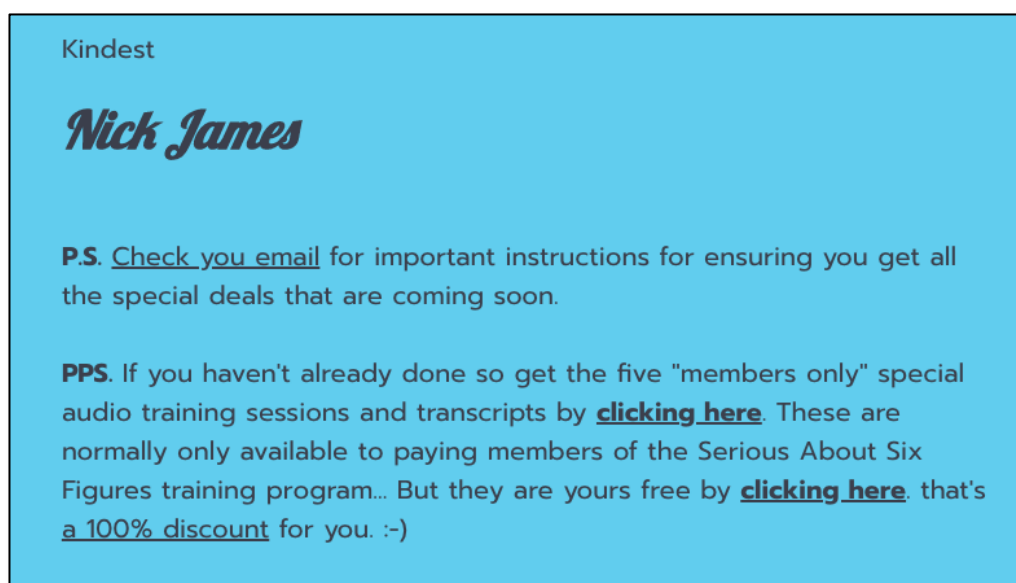 Kindest
Nick James
P.S. Check you email for important instructions for ensuring you get all
the special deals that are coming soon.
PPS. If you haven't already done so get the five "members only" special
audio training sessions and transcripts by clicking here. These are
normally only available to paying members of the Serious About Six
Figures training program... But they are yours free by clicking here. that's
a 100% discount for you. :-)